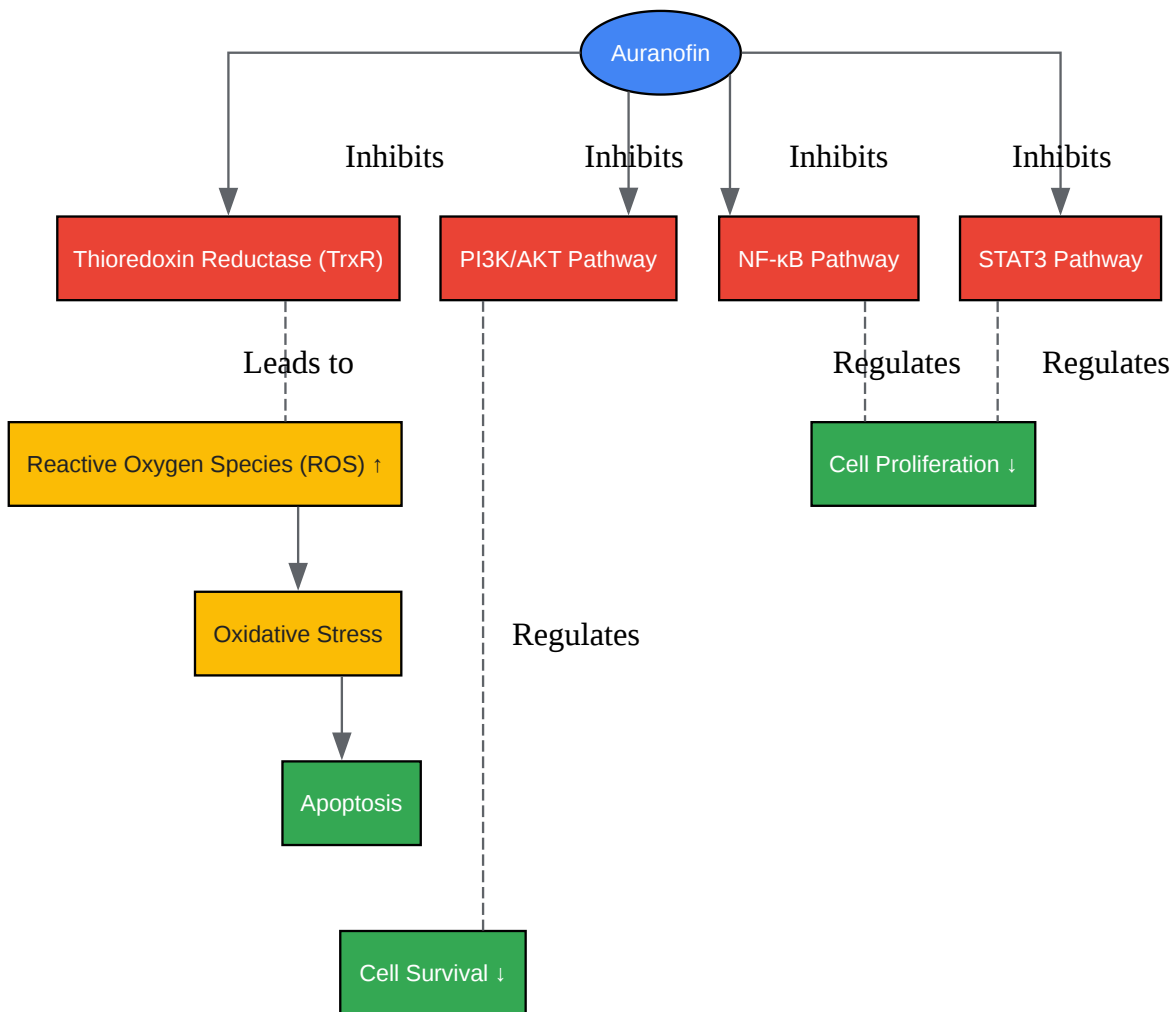 Auranofin
Inhibits
Inhibits
Inhibits
Inhibits
Thioredoxin Reductase (TrxR)
PI3K/AKT Pathway
NF-κB Pathway
STAT3 Pathway
Leads to
Regulates
Regulates
Reactive Oxygen Species (ROS) ↑
Cell Proliferation ↓
Oxidative Stress
Regulates
Apoptosis
Cell Survival ↓